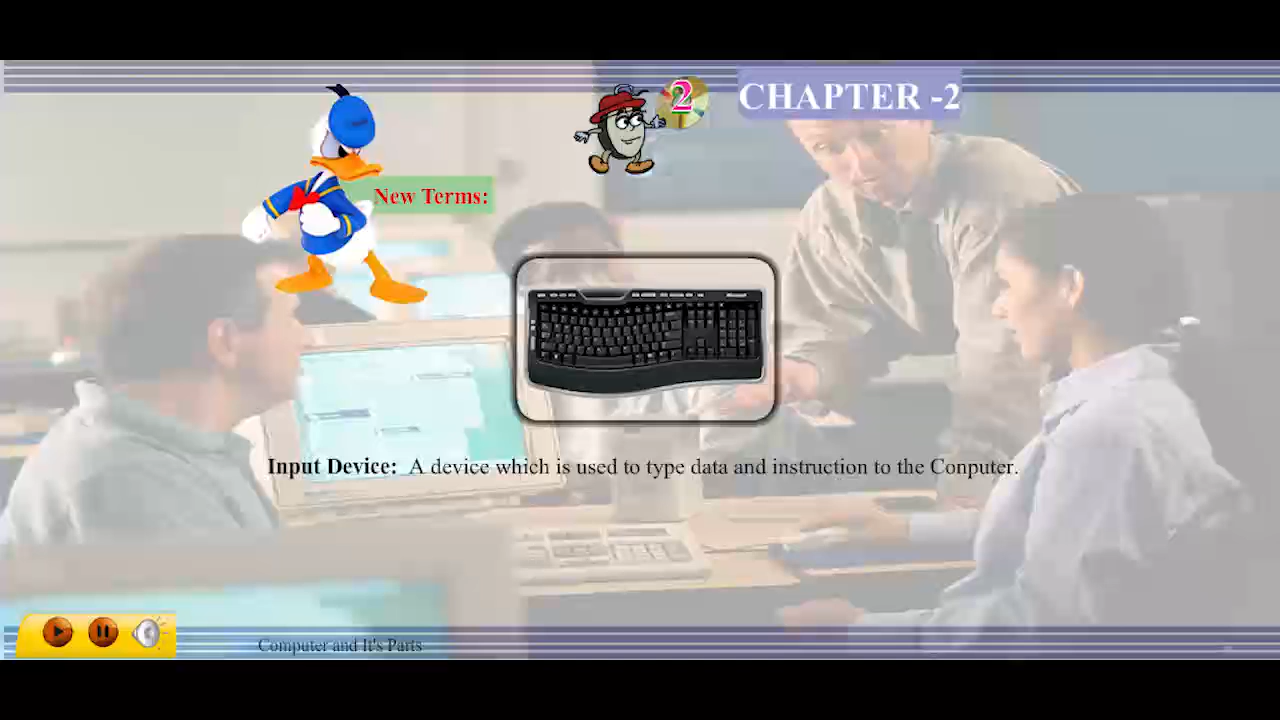 2
CHAPTER -2
New Terms:
Input Device: A device which is used to type data and instruction to the Conputer.
Computer and It's Parts